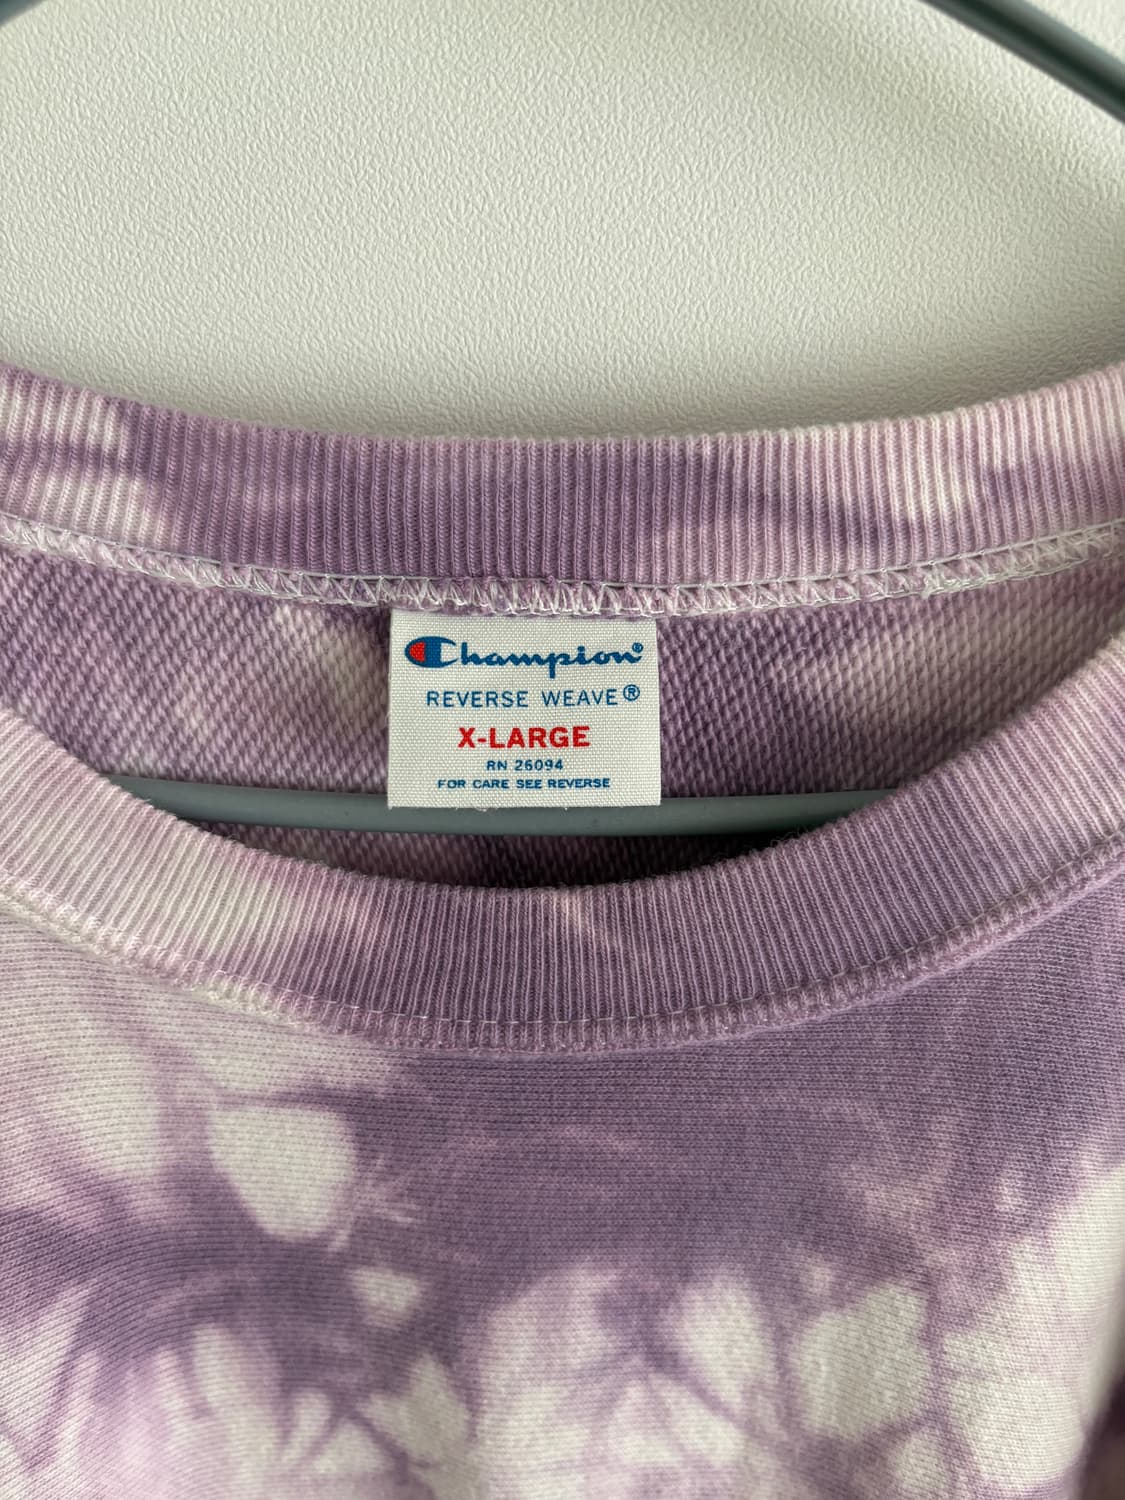 Champion®
REVERSE WEAVE®
X-LARGE
RN 26094
FOR CARE SEE REVERSE